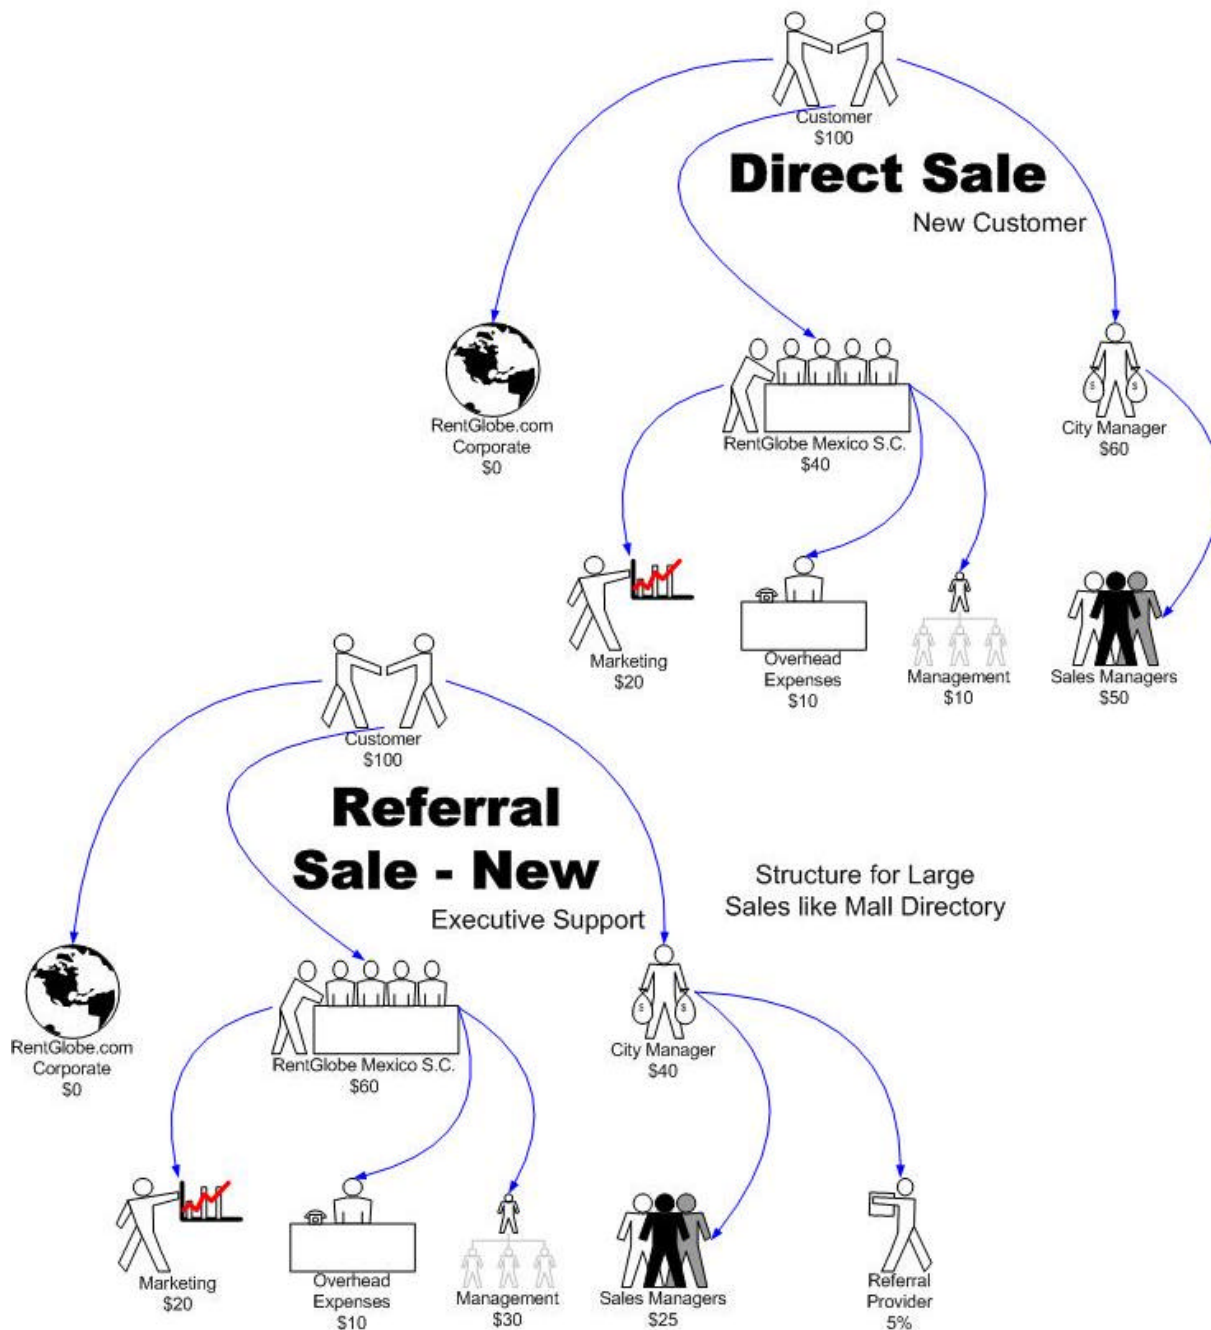 Customer
$100
Direct Sale
New Customer
RentGlobe.com
Corporate
$0
RentGlobe Mexico S.C.
$40
City Manager
$60
$ $
Marketing
$20
Overhead
Expenses
$10
Management
$10
Sales Managers
$50
Customer
$100
Referral
Sale - New
Executive Support
Structure for Large
Sales like Mall Directory
RentGlobe.com
Corporate
$0
RentGlobe Mexico S.C.
$60
$ $
City Manager
$40
Marketing
$20
Overhead
Expenses
$10
Management
$30
Sales Managers
$25
Referral
Provider
5%